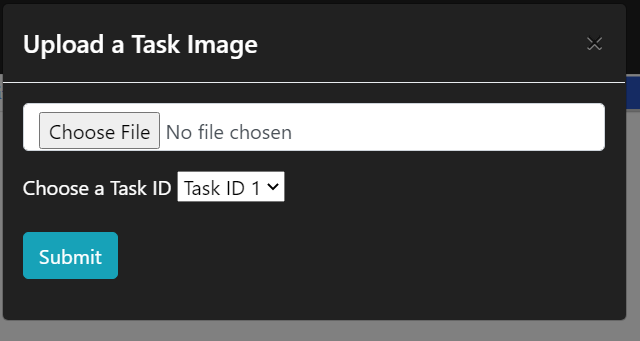 Upload a Task Image ×
Choose File No file chosen
Choose a Task ID Task ID 1
Submit